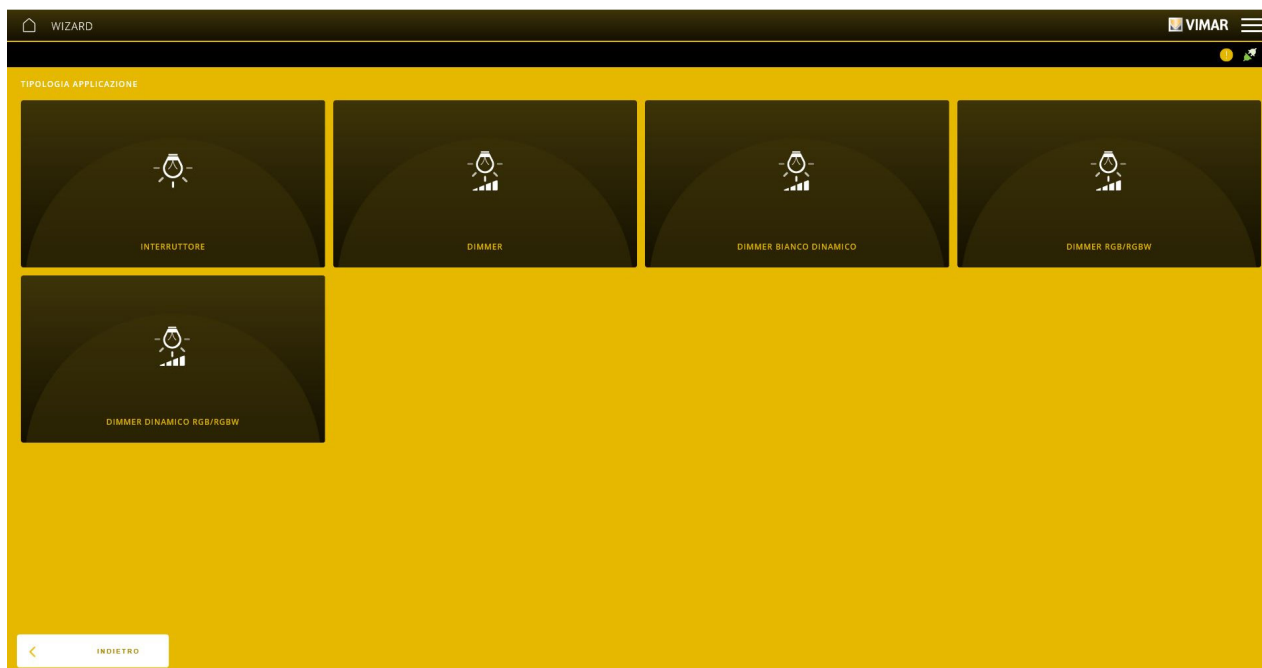 WIZARD
VIMAR
TIPOLOGIA APPLICAZIONE
INTERRUTTORE
DIMMER
DIMMER BIANCO DINAMICO
DIMMER RGB/RGBW
DIMMER DINAMICO RGB/RGBW
INDIETRO